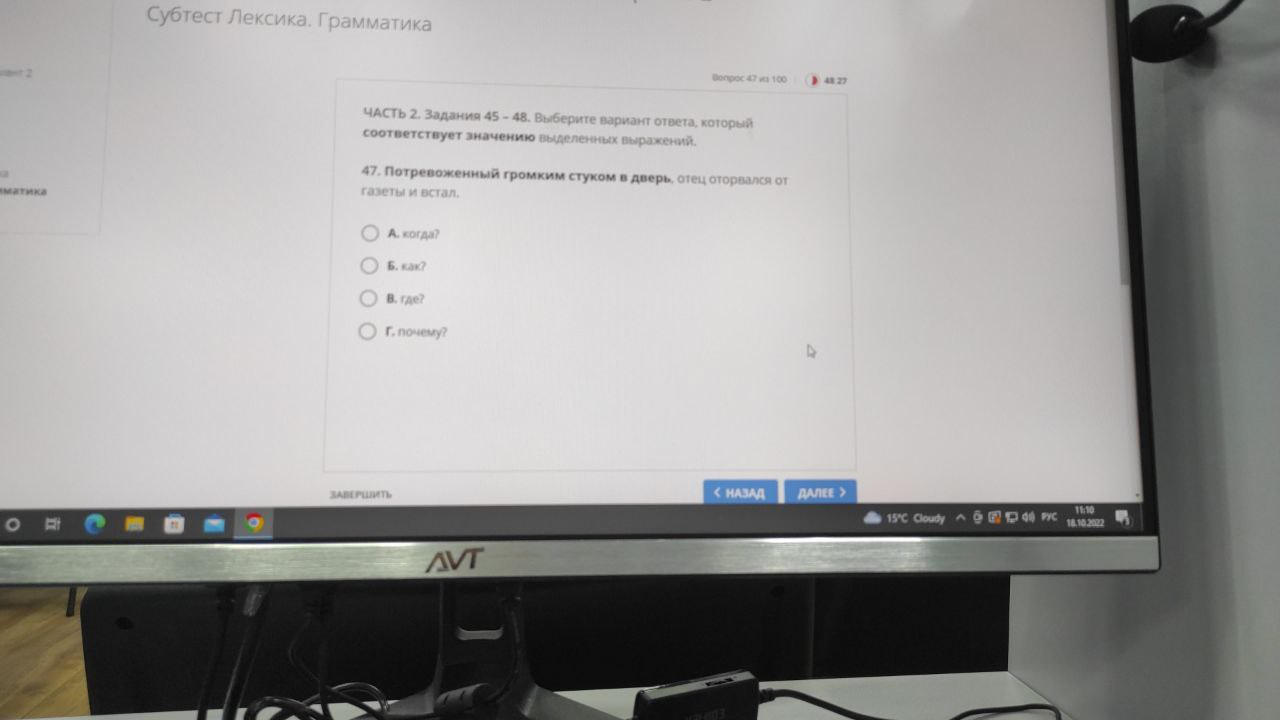 Субтест Лексика. Грамматика
Вопрос 47 из 100
48:27
ЧАСТЬ 2. Задания 45 – 48. Выберите вариант ответа, который
соответствует значению выделенных выражений.
47. Потревоженный громким стуком в дверь, отец оторвался от
газеты и встал.
А. когда?
Б. как?
В. где?
Г. почему?
ЗАВЕРШИТЬ
НАЗАД
ДАЛЕЕ
15°C Cloudy
РУС
11:10
18.10.2022
AVT